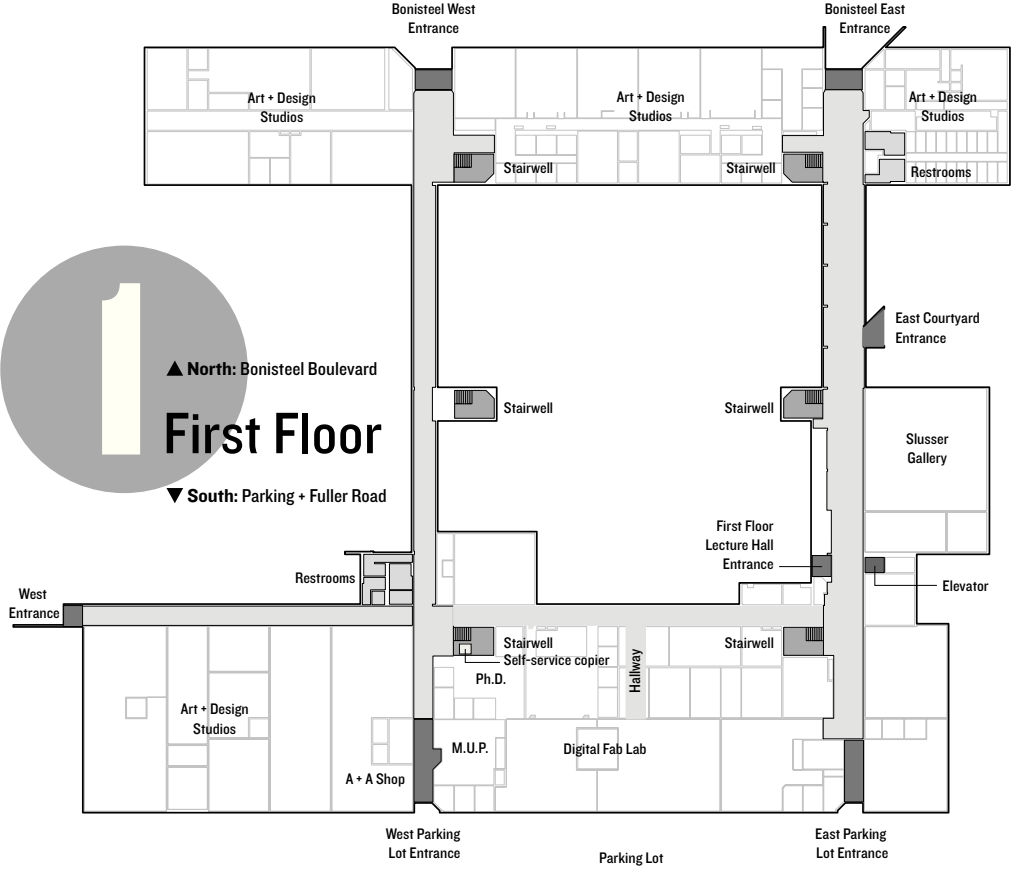 Bonisteel West
Entrance
Bonisteel East
Entrance
Art + Design
Studios
Art + Design
Studios
Art + Design
Studios
Stairwell
Stairwell
Restrooms
1
▲ North: Bonisteel Boulevard
First Floor
▼ South: Parking + Fuller Road
East Courtyard
Entrance
Stairwell
Stairwell
Slusser
Gallery
First Floor
Lecture Hall
Entrance
Elevator
Restrooms
West
Entrance
Stairwell
Self-service copier
Stairwell
Hallway
Ph.D.
Art + Design
Studios
M.U.P.
Digital Fab Lab
A + A Shop
West Parking
Lot Entrance
East Parking
Lot Entrance
Parking Lot